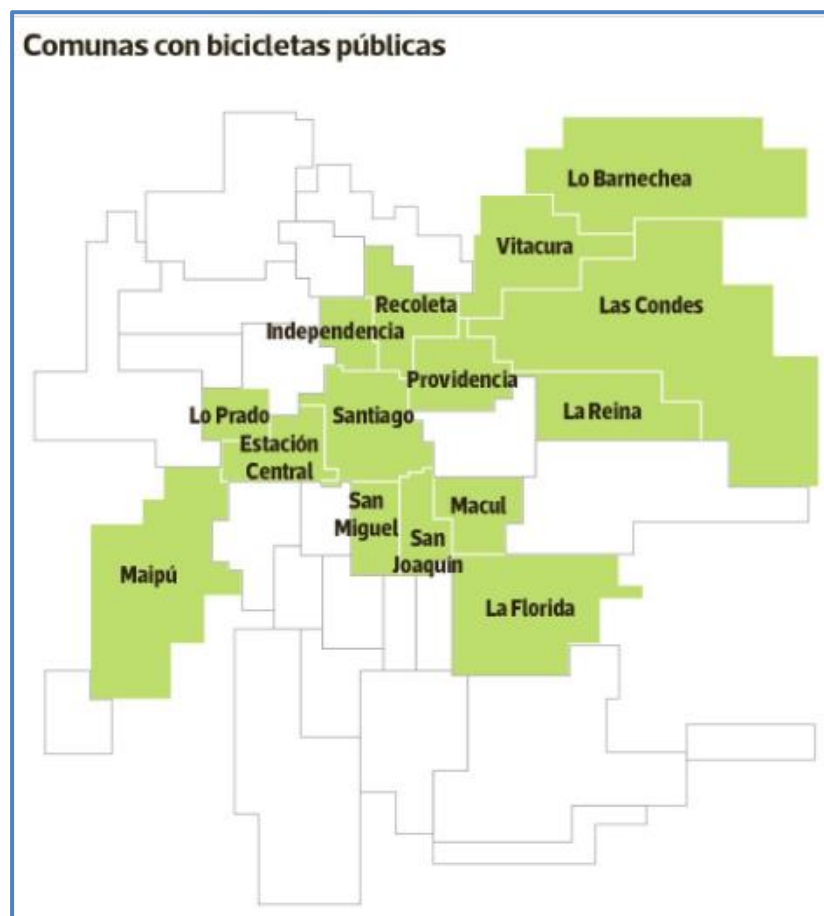 Comunas con bicicletas públicas
Lo Barnechea
Vitacura
Las Condes
Recoleta
Independencia
Providencia
La Reina
Lo Prado
Santiago
Estación
Central
San
Miguel
Macul
San
Joaquín
Maipú
La Florida